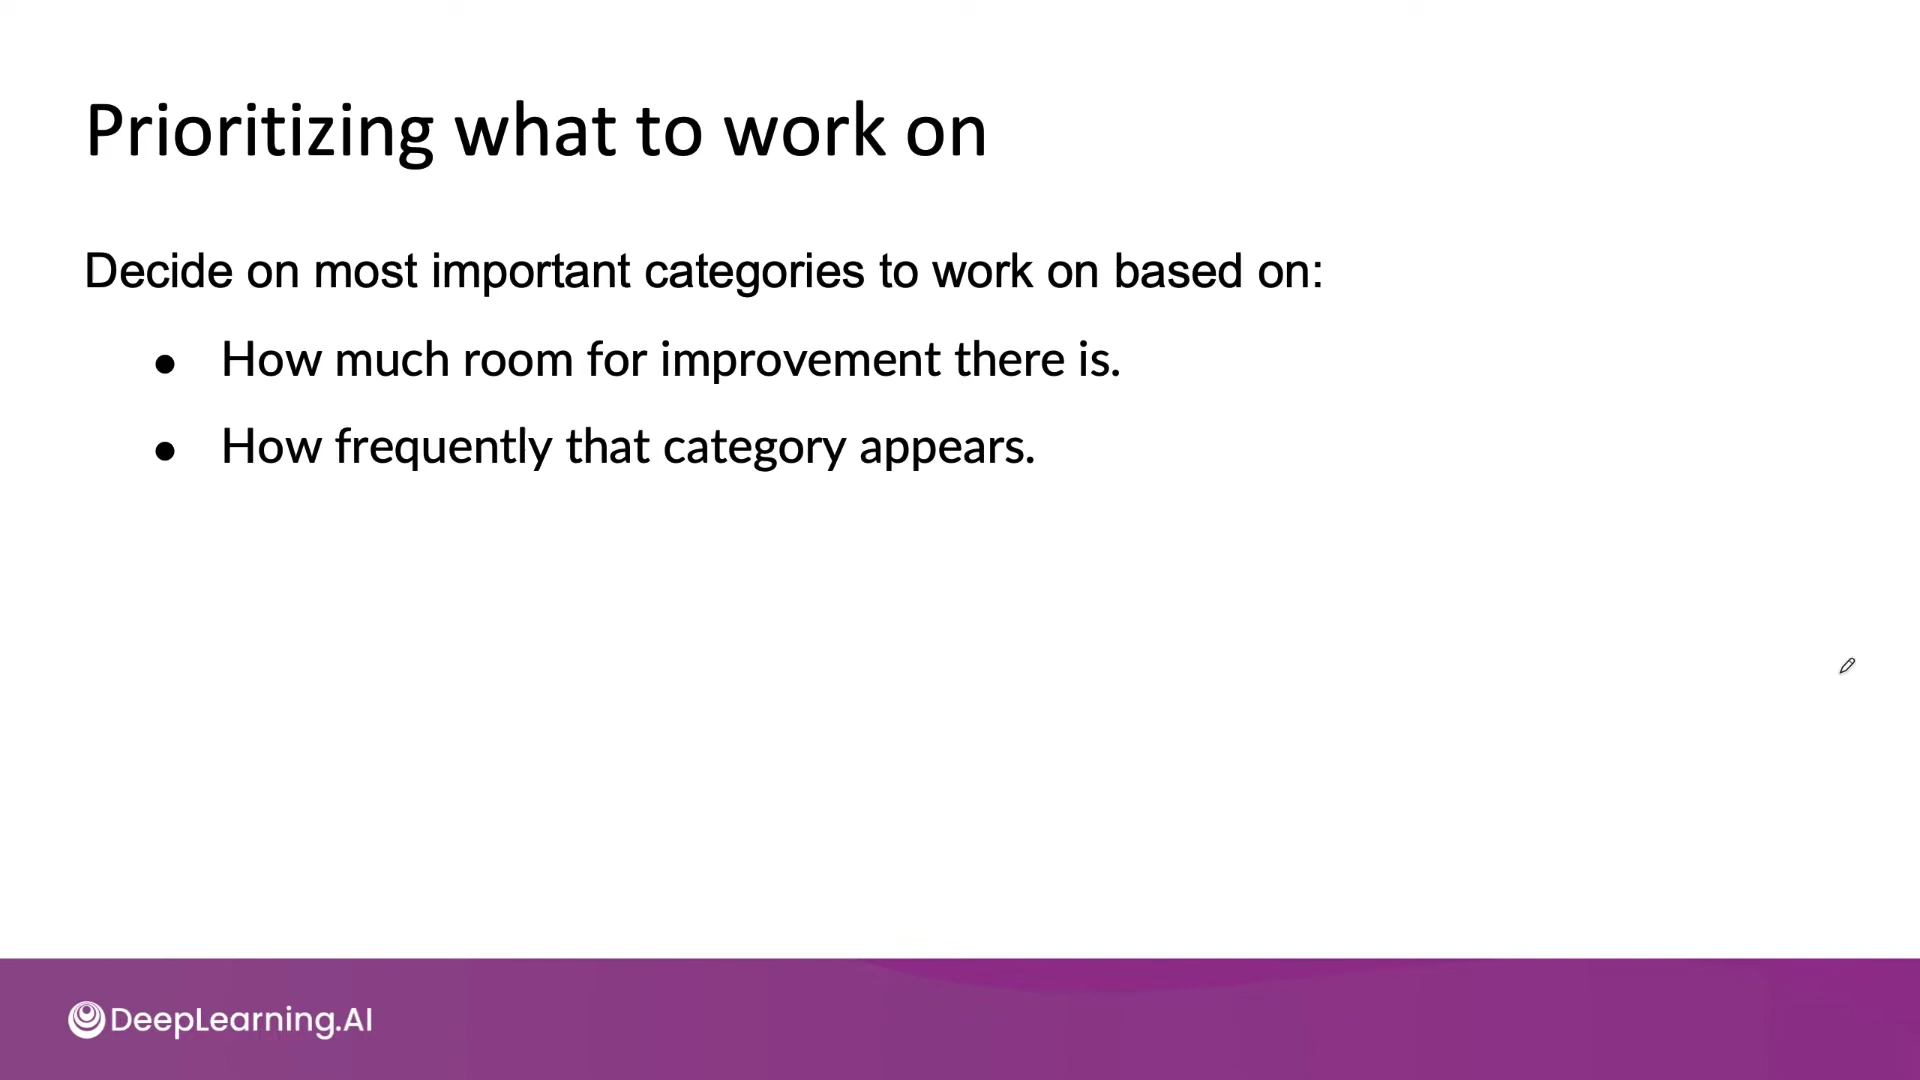 Prioritizing what to work on
Decide on most important categories to work on based on:
● How much room for improvement there is.
● How frequently that category appears.
DeepLearning.AI